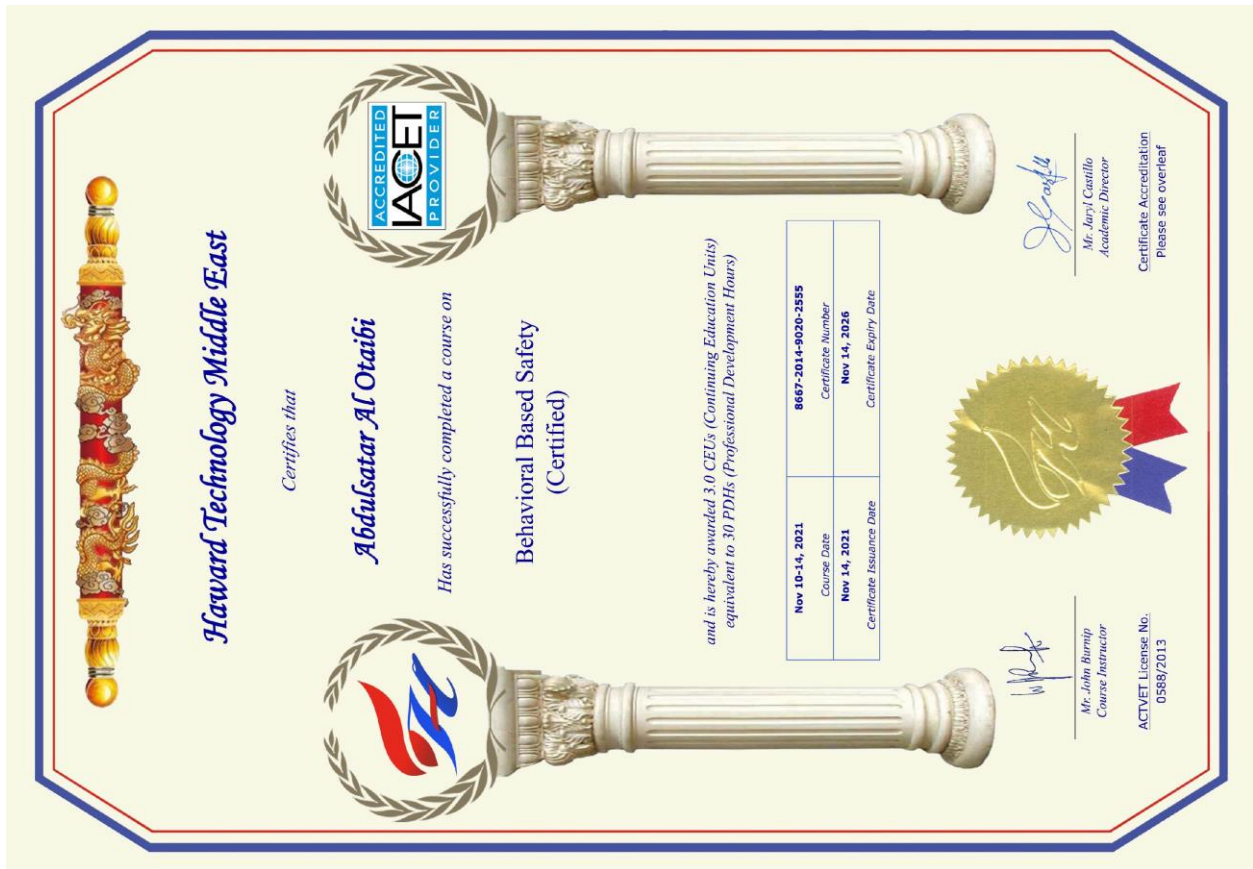 Haward Technology Middle East
Certifies that
ACCREDITED
IACET
PROVIDER
Abdulsatar Al Otaibi
Has successfully completed a course on
Behavioral Based Safety
(Certified)
and is hereby awarded 3.0 CEUs (Continuing Education Units)
equivalent to 30 PDHs (Professional Development Hours)
Nov 10-14, 2021
Course Date
8667-2014-9020-2555
Certificate Number
Nov 14, 2021
Certificate Issuance Date
Nov 14, 2026
Certificate Expiry Date
Mr. John Burnip
Course Instructor
ACTVET License No.
0588/2013
Mr. Jaryl Castillo
Academic Director
Certificate Accreditation
Please see overleaf